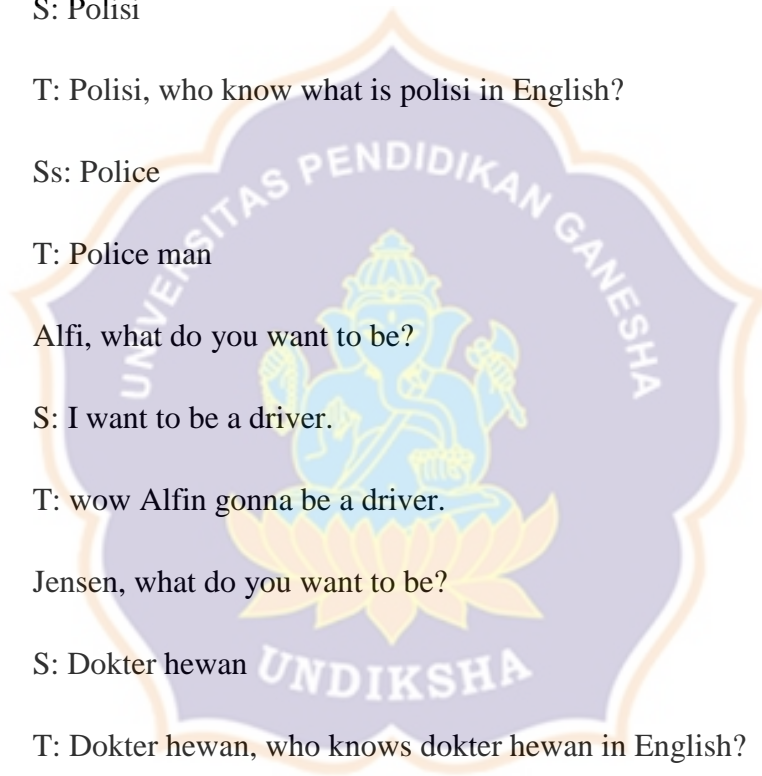 S: Polisi
T: Polisi, who know what is polisi in English?
Ss: Police
T: Police man
Alfi, what do you want to be?
S: I want to be a driver.
T: wow Alfin gonna be a driver.
Jensen, what do you want to be?
S: Dokter hewan
T: Dokter hewan, who knows dokter hewan in English?
UNIVERSITAS PENDIDIKAN GANESHA
UNDIKSHA